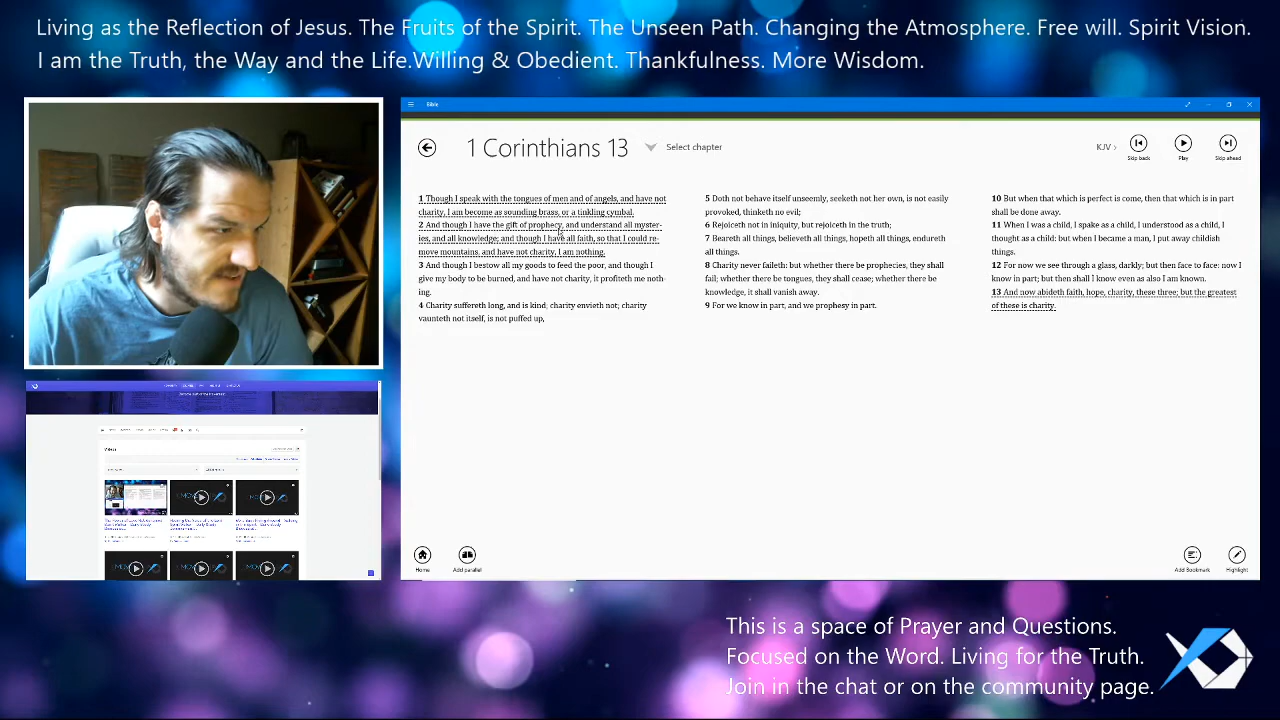 Living as the Reflection of Jesus. The Fruits of the Spirit. The Unseen Path. Changing the Atmosphere. Free will. Spirit Vision.
I am the Truth, the Way and the Life.Willing & Obedient. Thankfulness. More Wisdom.
Bible
1 Corinthians 13
Select chapter
KJV
Skip back
Play
Skip ahead
1 Though I speak with the tongues of men and of angels, and have not
charity, I am become as sounding brass, or a tinkling cymbal.
2 And though I have the gift of prophecy, and understand all myster-
ies, and all knowledge; and though I have all faith, so that I could re-
move mountains, and have not charity, I am nothing.
3 And though I bestow all my goods to feed the poor, and though I
give my body to be burned, and have not charity, it profiteth me noth-
ing.
4 Charity suffereth long, and is kind; charity envieth not; charity
vaunteth not itself, is not puffed up,
5 Doth not behave itself unseemly, seeketh not her own, is not easily
provoked, thinketh no evil;
6 Rejoiceth not in iniquity, but rejoiceth in the truth;
7 Beareth all things, believeth all things, hopeth all things, endureth
all things.
8 Charity never faileth: but whether there be prophecies, they shall
fail; whether there be tongues, they shall cease; whether there be
knowledge, it shall vanish away.
9 For we know in part, and we prophesy in part.
10 But when that which is perfect is come, then that which is in part
shall be done away.
11 When I was a child, I spake as a child, I understood as a child, I
thought as a child: but when I became a man, I put away childish
things.
12 For now we see through a glass, darkly; but then face to face: now I
know in part; but then shall I know even as also I am known.
13 And now abideth faith, hope, charity, these three; but the greatest
of these is charity.
Videos
Home
Add parallel
Add Bookmark
Highlight
This is a space of Prayer and Questions.
Focused on the Word. Living for the Truth.
Join in the chat or on the community page.